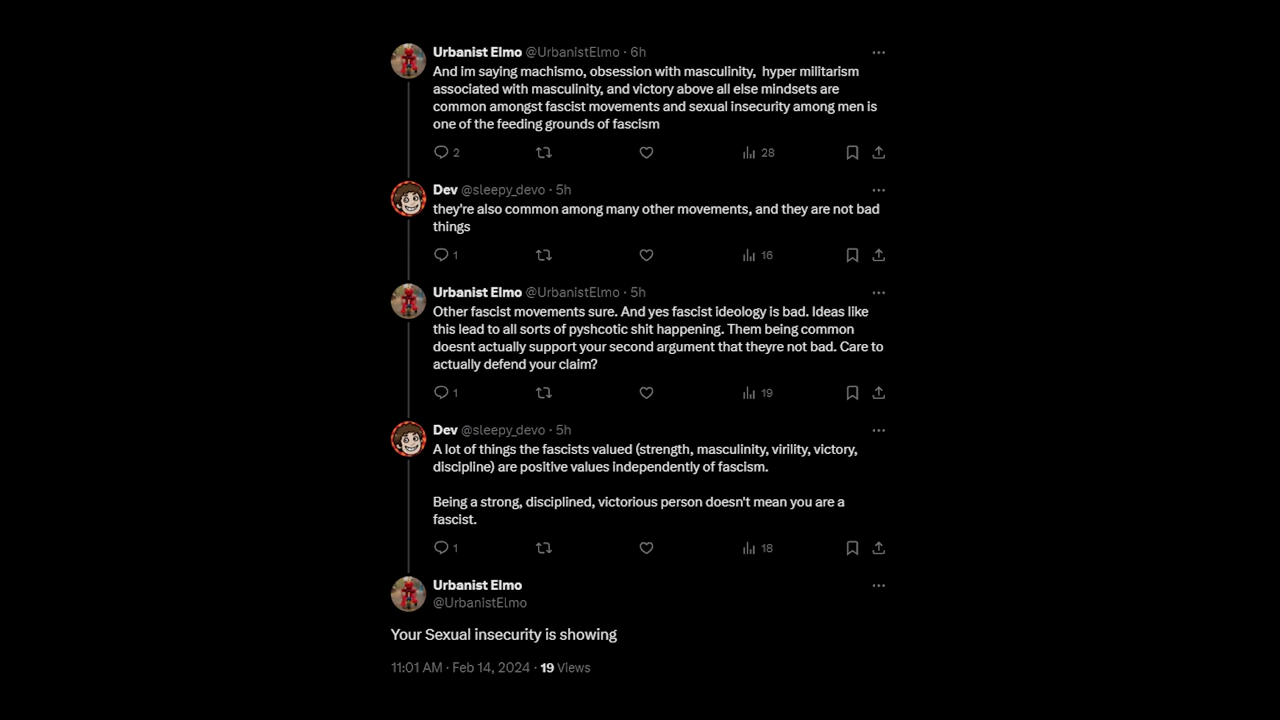 Urbanist Elmo @UrbanistElmo · 6h
And im saying machismo, obsession with masculinity,  hyper militarism
associated with masculinity, and victory above all else mindsets are
common amongst fascist movements and sexual insecurity among men is
one of the feeding grounds of fascism
2 28
Dev @sleepy_devo · 5h
they're also common among many other movements, and they are not bad
things
1 16
Urbanist Elmo @UrbanistElmo · 5h
Other fascist movements sure. And yes fascist ideology is bad. Ideas like
this lead to all sorts of pyshcotic shit happening. Them being common
doesnt actually support your second argument that theyre not bad. Care to
actually defend your claim?
1 19
Dev @sleepy_devo · 5h
A lot of things the fascists valued (strength, masculinity, virility, victory,
discipline) are positive values independently of fascism.
Being a strong, disciplined, victorious person doesn't mean you are a
fascist.
1 18
Urbanist Elmo
@UrbanistElmo
Your Sexual insecurity is showing
11:01 AM · Feb 14, 2024 · 19 Views